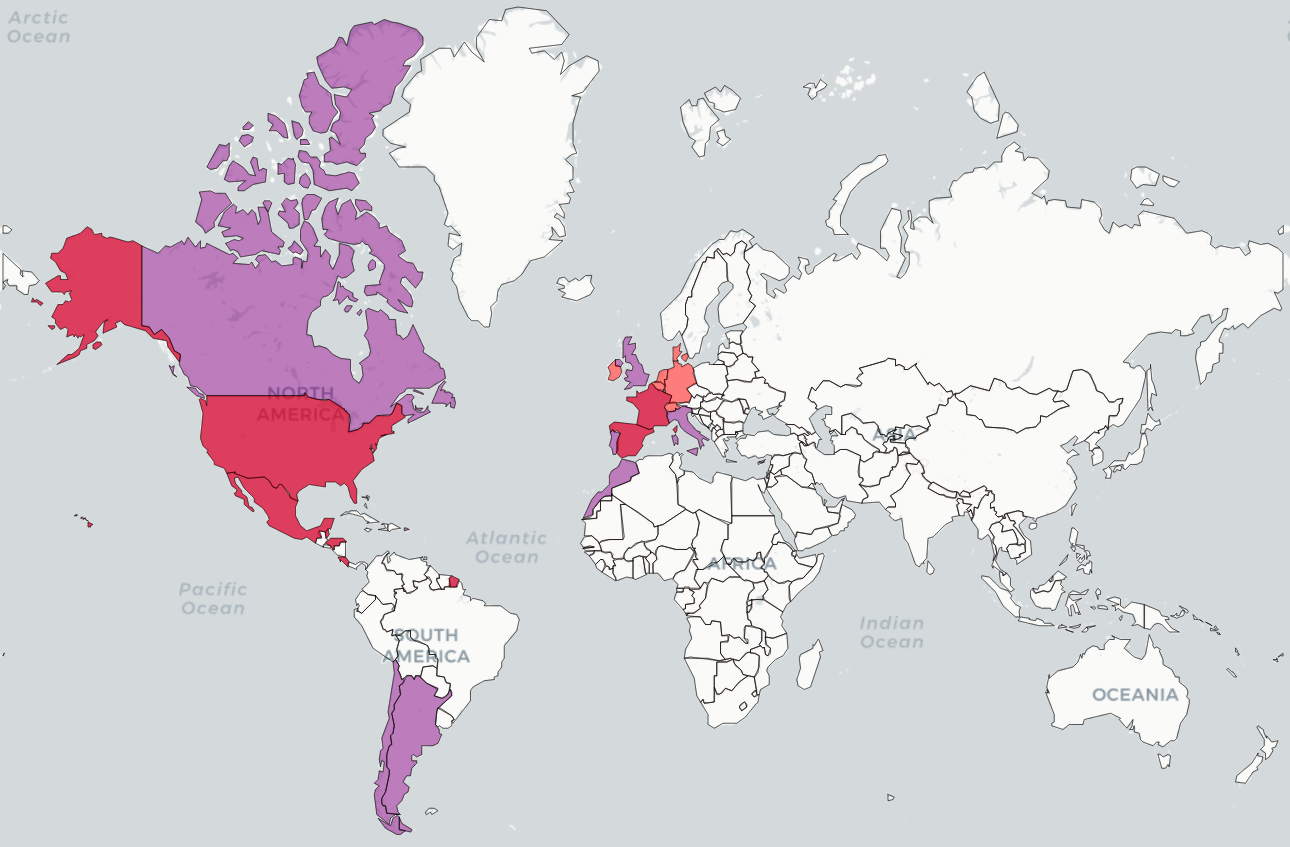 Arctic
Ocean
NORTH
AMERICA
ASIA
Atlantic
Ocean
AFRICA
Pacific
Ocean
Indian
Ocean
SOUTH
AMERICA
OCEANIA